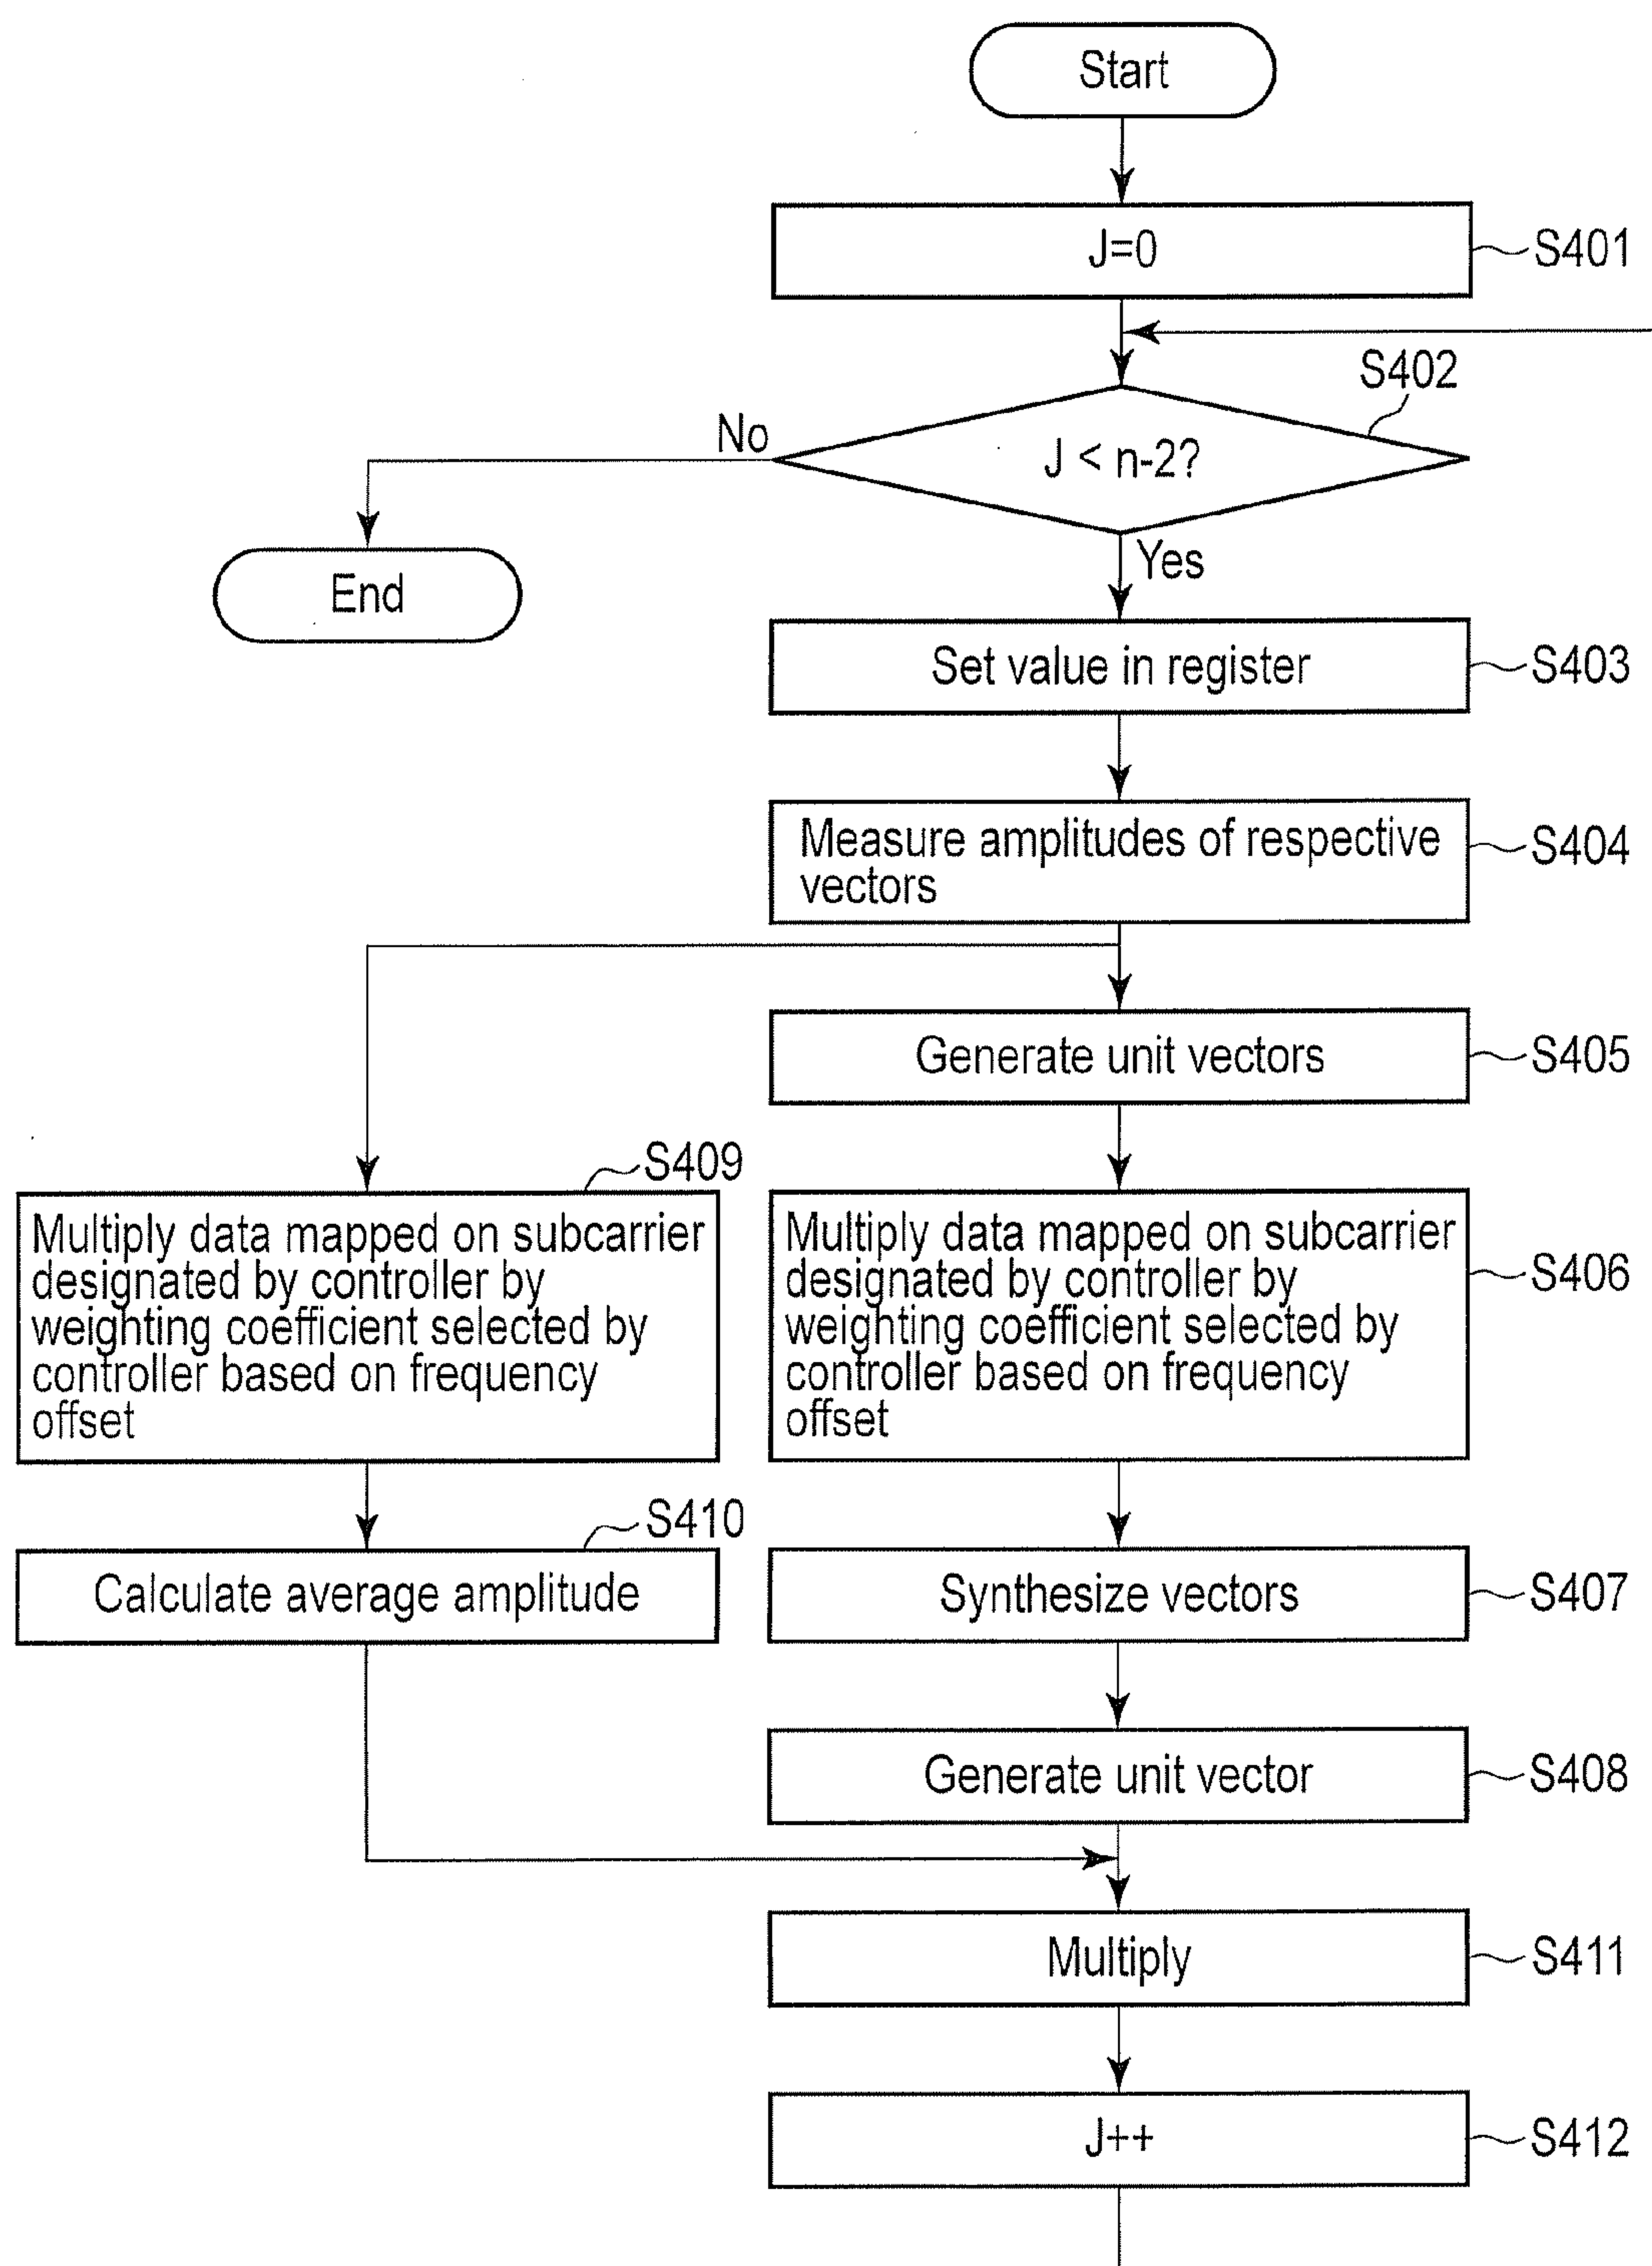 Start
J=0
S401
S402
No
J < n-2?
End
Yes
Set value in register
S403
Measure amplitudes of respective
vectors
S404
Generate unit vectors
S405
S409
Multiply data mapped on subcarrier
designated by controller by
weighting coefficient selected by
controller based on frequency
offset
Multiply data mapped on subcarrier
designated by controller by
weighting coefficient selected by
controller based on frequency
offset
S406
S410
Calculate average amplitude
Synthesize vectors
S407
Generate unit vector
S408
Multiply
S411
J++
S412